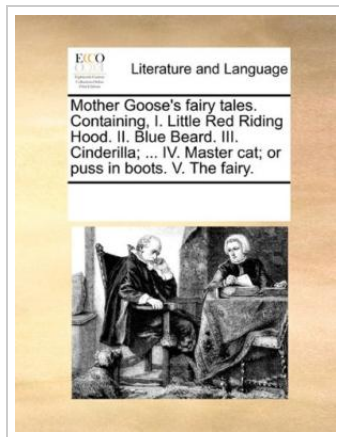 ECCO
Literature and Language
Mother Goose's fairy tales.
Containing, I. Little Red Riding
Hood. II. Blue Beard. III.
Cinderilla; ... IV. Master cat; or
puss in boots. V. The fairy.